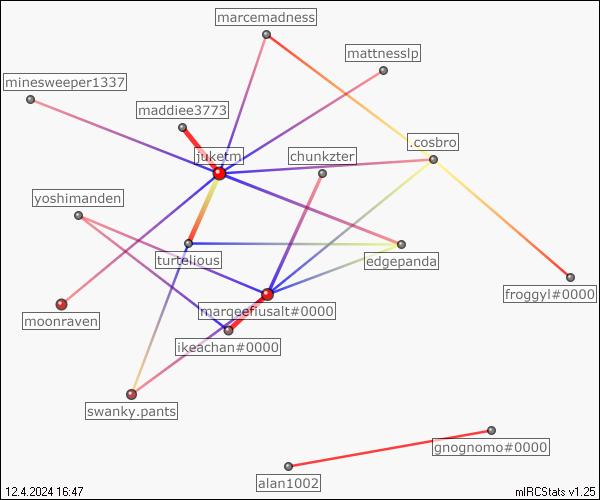 marcemadness
mattnesslp
minesweeper1337
maddiee3773
.cosbro
juketm
chunkzter
yoshimanden
turtelious
edgepanda
froggyl#0000
marqeefiusalt#0000
moonraven
ikeachan#0000
swanky.pants
gnognomo#0000
alan1002
12.4.2024 16:47
mIRCStats v1.25